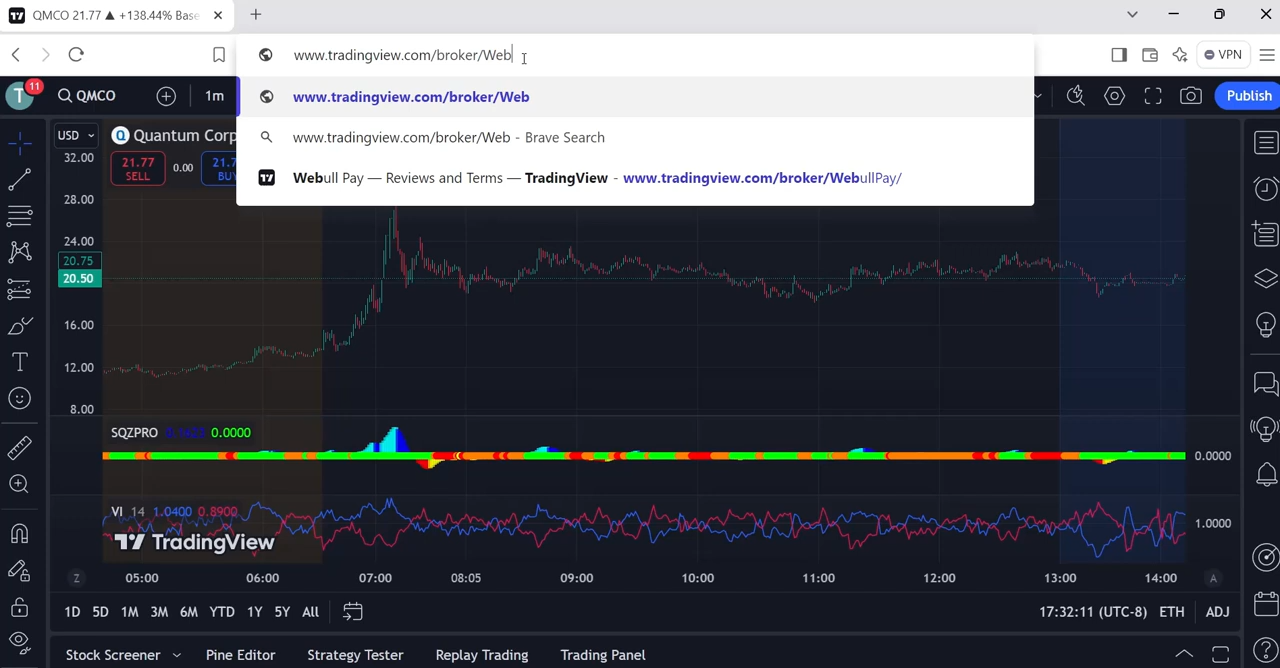 QMCO 21.77 ▲ +138.44% Base
www.tradingview.com/broker/Web
VPN
www.tradingview.com/broker/Web
www.tradingview.com/broker/Web - Brave Search
Webull Pay — Reviews and Terms — TradingView - www.tradingview.com/broker/WebullPay/
T 11 QMCO 1m Publish
USD Quantum Corp
32.00
21.77 SELL 0.00 21.7 BUY
28.00
24.00
20.75
20.50
16.00
12.00
8.00
SQZPRO 0.0000
0.0000
VI 14 1.0400 0.8900
1.0000
TradingView
Z 05:00 06:00 07:00 08:05 09:00 10:00 11:00 12:00 13:00 14:00 A
1D 5D 1M 3M 6M YTD 1Y 5Y All 17:32:11 (UTC-8) ETH ADJ
Stock Screener Pine Editor Strategy Tester Replay Trading Trading Panel